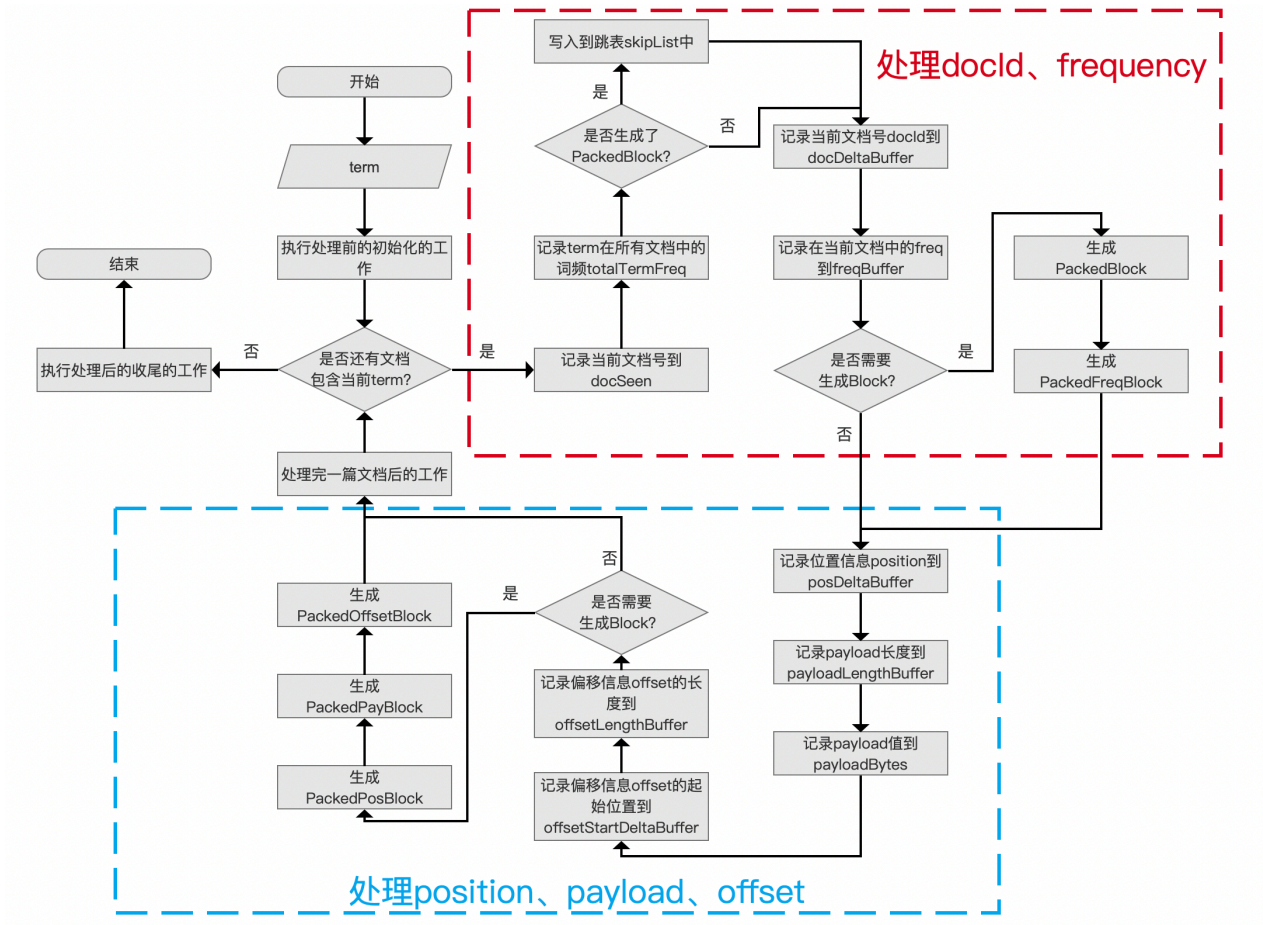 开始
term
执行处理前的初始化的工
作
是否还有文档
包含当前term?
否
执行处理后的收尾的工作
结束
是
记录当前文档号到
docSeen
记录term在所有文档中的
词频totalTermFreq
是否生成了
PackedBlock?
是
写入到跳表skipList中
否
处理docId、frequency
记录当前文档号docId到
docDeltaBuffer
记录在当前文档中的freq
到freqBuffer
是否需要
生成Block?
是
生成
PackedBlock
生成
PackedFreqBlock
否
记录位置信息position到
posDeltaBuffer
记录payload长度到
payloadLengthBuffer
记录payload值到
payloadBytes
记录偏移信息offset的起
始位置到
offsetStartDeltaBuffer
记录偏移信息offset的长
度到
offsetLengthBuffer
是否需要
生成Block?
否
是
生成
PackedPosBlock
生成
PackedPayBlock
生成
PackedOffsetBlock
处理完一篇文档后的工作
处理position、payload、offset